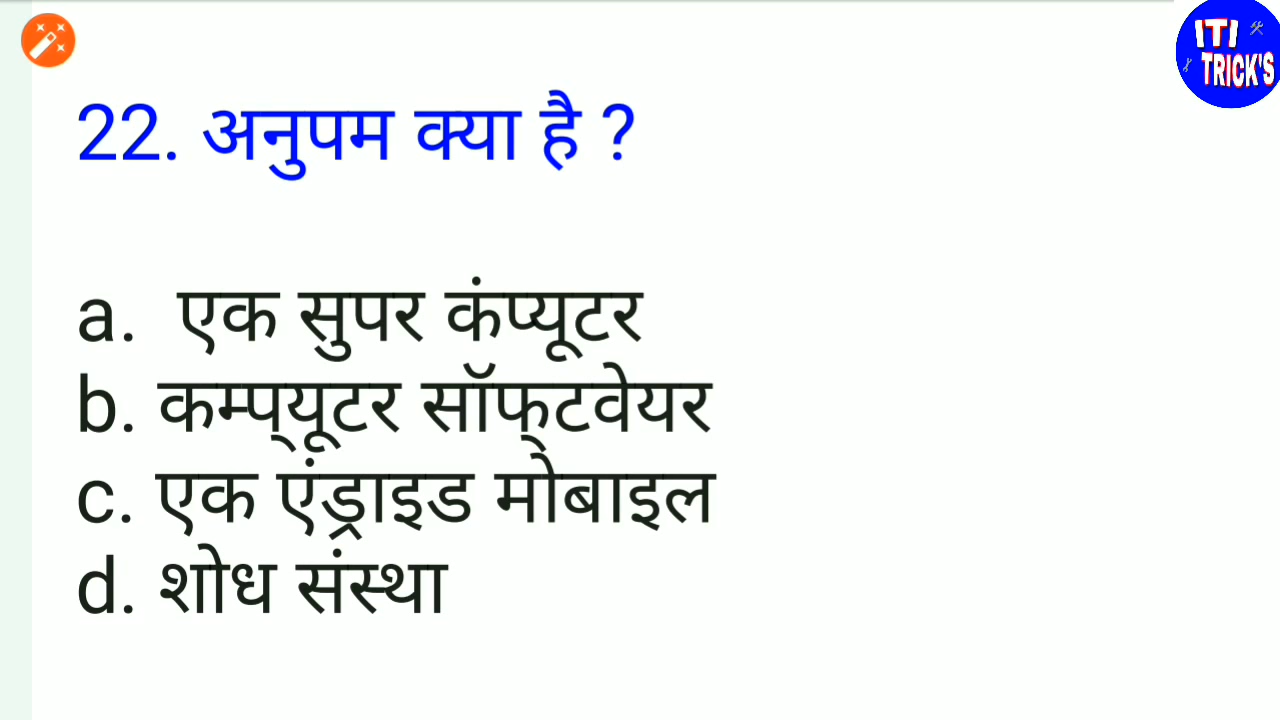 ITI
TRICK'S
22. अनुपम क्या है ?
a. एक सुपर कंप्यूटर
b. कम्प्‌यूटर सॉफ्‌टवेयर
c. एक एंड्राइड मोबाइल
d. शोध संस्था